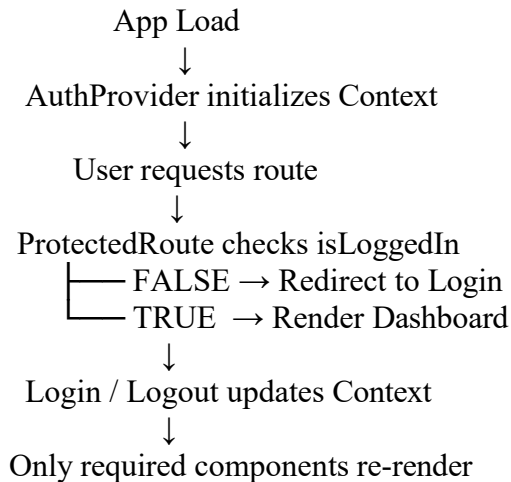 App Load
↓
AuthProvider initializes Context
↓
User requests route
↓
ProtectedRoute checks isLoggedIn
├── FALSE → Redirect to Login
└── TRUE → Render Dashboard
↓
Login / Logout updates Context
↓
Only required components re-render